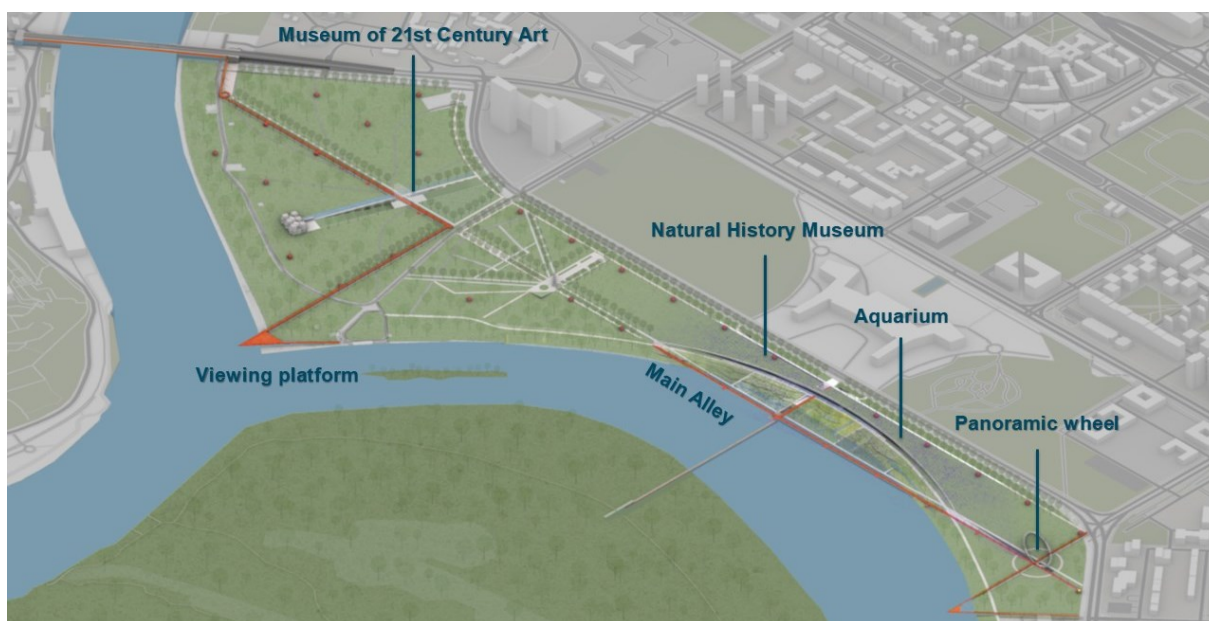 Museum of 21st Century Art
Natural History Museum
Aquarium
Viewing platform
Main Alley
Panoramic wheel